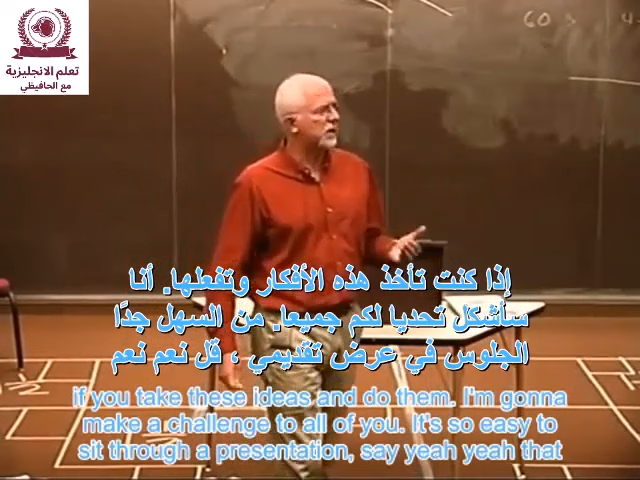 تعلم الانجليزية
مع الحافيظي
60
إذا كنت تأخذ هذه الأفكار وتفعلها. أنا
سأشكل تحديا لكم جميعا. من السهل جدًا
الجلوس في عرض تقديمي ، قل نعم نعم
if you take these ideas and do them. I'm gonna
make a challenge to all of you. It's so easy to
sit through a presentation, say yeah yeah that